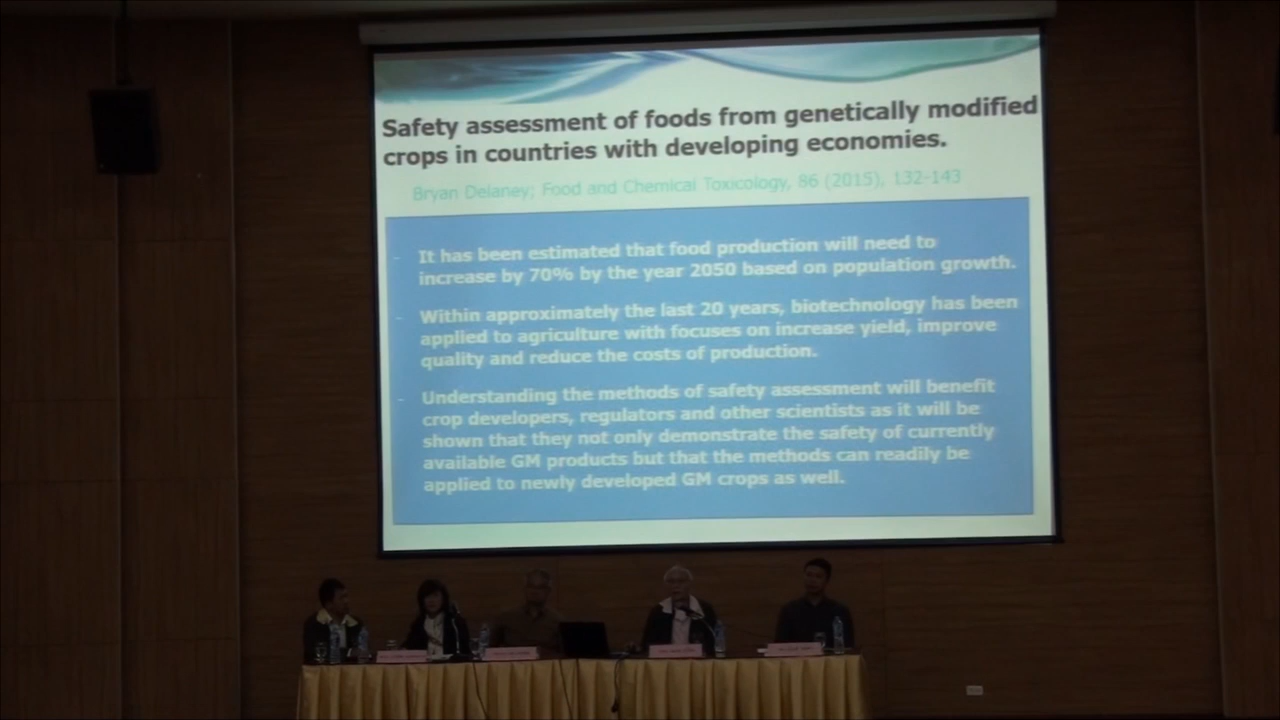 Safety assessment of foods from genetically modified
crops in countries with developing economies.
Bryan Delaney; Food and Chemical Toxicology, 86 (2015), 132-143
- It has been estimated that food production will need to
increase by 70% by the year 2050 based on population growth.
- Within approximately the last 20 years, biotechnology has been
applied to agriculture with focuses on increase yield, improve
quality and reduce the costs of production.
- Understanding the methods of safety assessment will benefit
crop developers, regulators and other scientists as it will be
shown that they not only demonstrate the safety of currently
available GM products but that the methods can readily be
applied to newly developed GM crops as well.